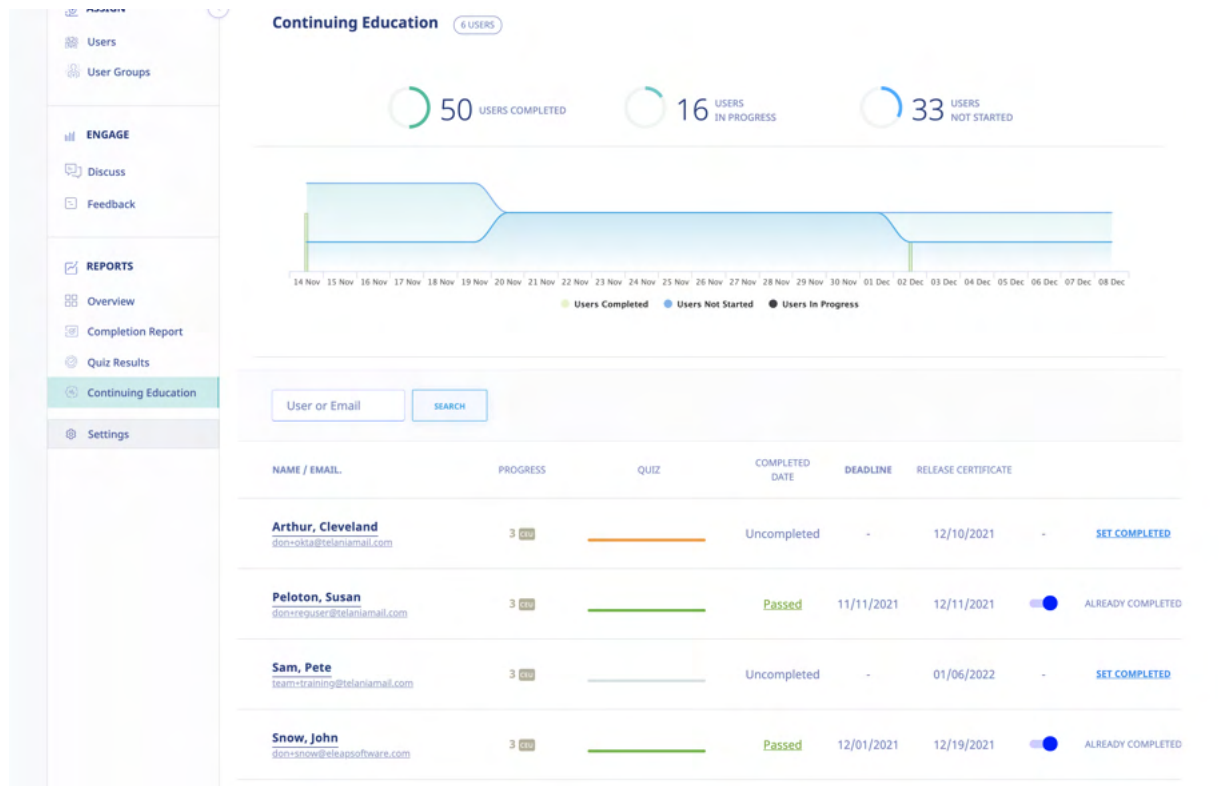 ASSIGN
Users
User Groups
ENGAGE
Discuss
Feedback
REPORTS
Overview
Completion Report
Quiz Results
Continuing Education
Settings
Continuing Education 6 USERS
50 USERS COMPLETED
16 USERS IN PROGRESS
33 USERS NOT STARTED
14 Nov 15 Nov 16 Nov 17 Nov 18 Nov 19 Nov 20 Nov 21 Nov 22 Nov 23 Nov 24 Nov 25 Nov 26 Nov 27 Nov 28 Nov 29 Nov 30 Nov 01 Dec 02 Dec 03 Dec 04 Dec 05 Dec 06 Dec 07 Dec 08 Dec
Users Completed Users Not Started Users In Progress
User or Email SEARCH
NAME / EMAIL. PROGRESS QUIZ COMPLETED DATE DEADLINE RELEASE CERTIFICATE
Arthur, Cleveland
don+okta@telaniamail.com
3 CEU Uncompleted - 12/10/2021 - SET COMPLETED
Peloton, Susan
don+reguser@telaniamail.com
3 CEU Passed 11/11/2021 12/11/2021 ALREADY COMPLETED
Sam, Pete
team+training@telaniamail.com
3 CEU Uncompleted - 01/06/2022 - SET COMPLETED
Snow, John
don+snow@eleapsoftware.com
3 CEU Passed 12/01/2021 12/19/2021 ALREADY COMPLETED